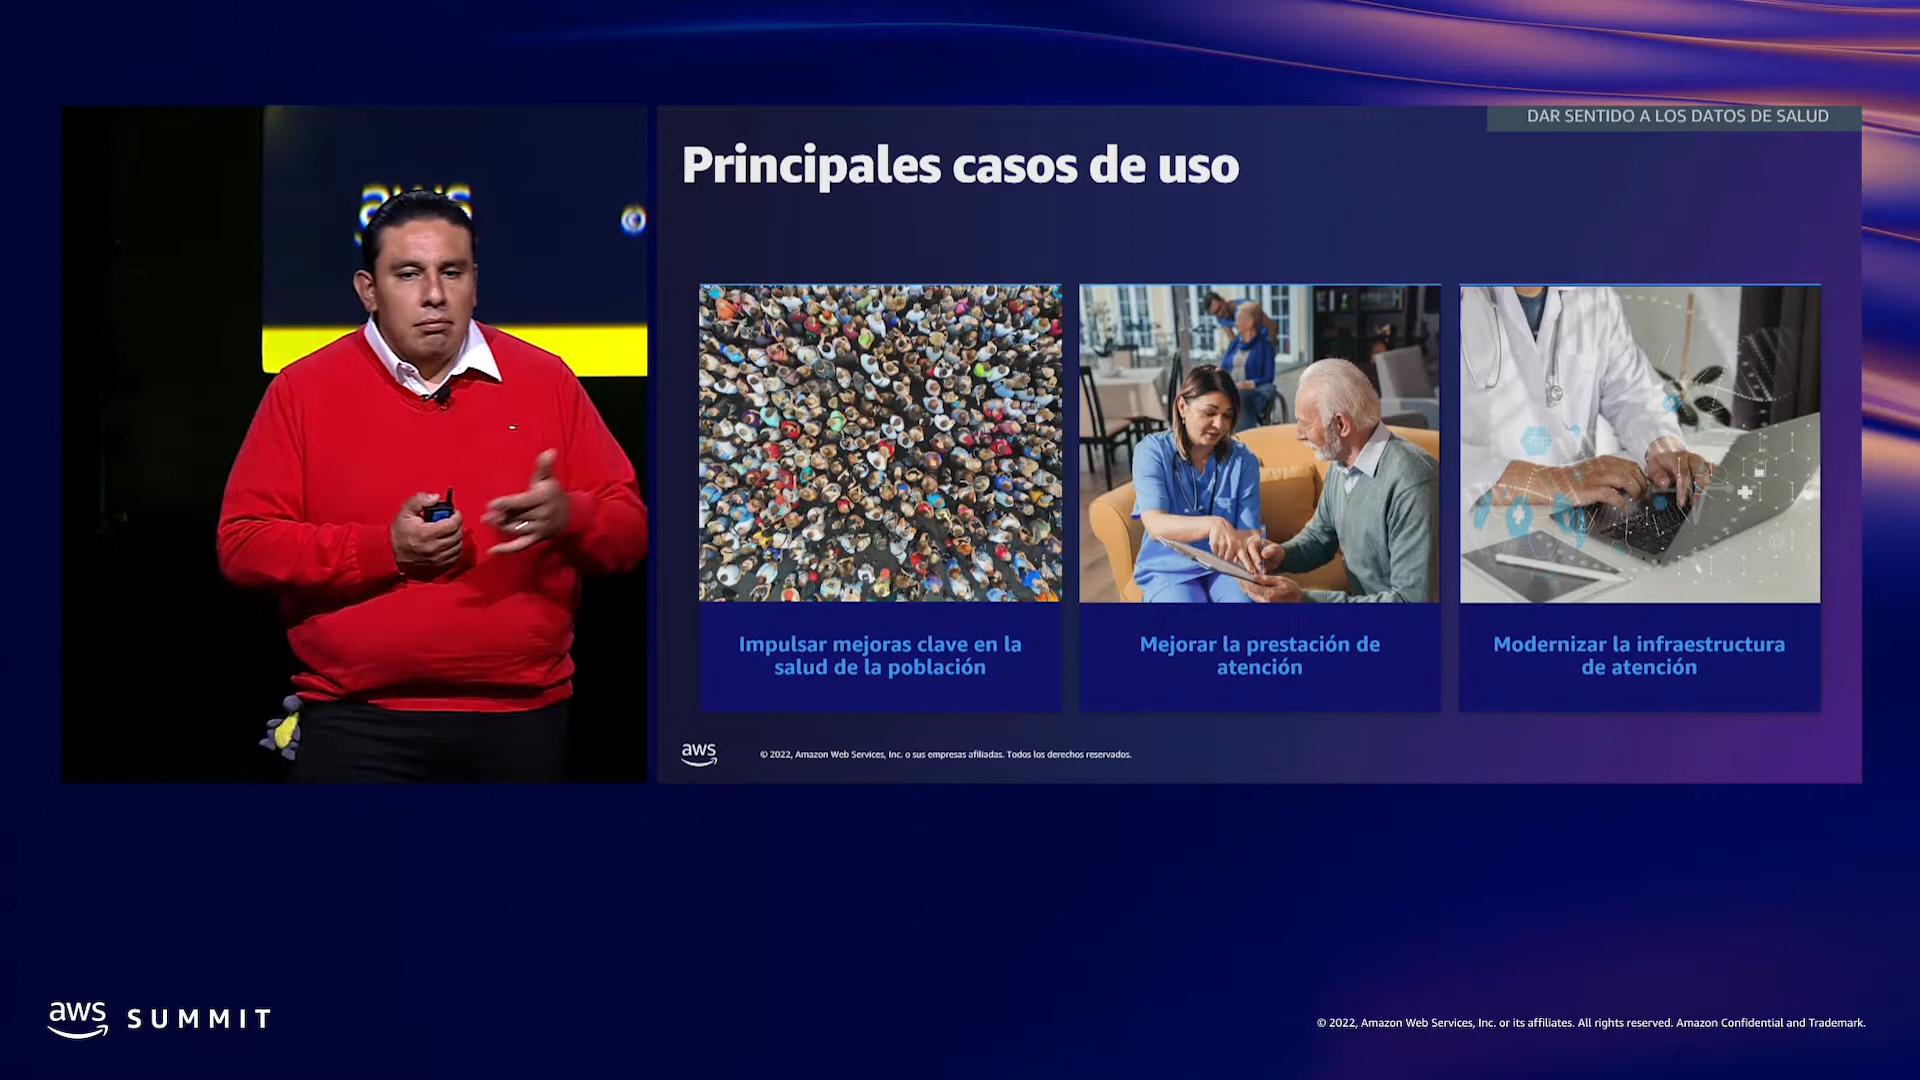 DAR SENTIDO A LOS DATOS DE SALUD
Principales casos de uso
Impulsar mejoras clave en la
salud de la población
Mejorar la prestación de
atención
Modernizar la infraestructura
de atención
aws
© 2022, Amazon Web Services, Inc. o sus empresas afiliadas. Todos los derechos reservados.
aws SUMMIT
© 2022, Amazon Web Services, Inc. or its affiliates. All rights reserved. Amazon Confidential and Trademark.